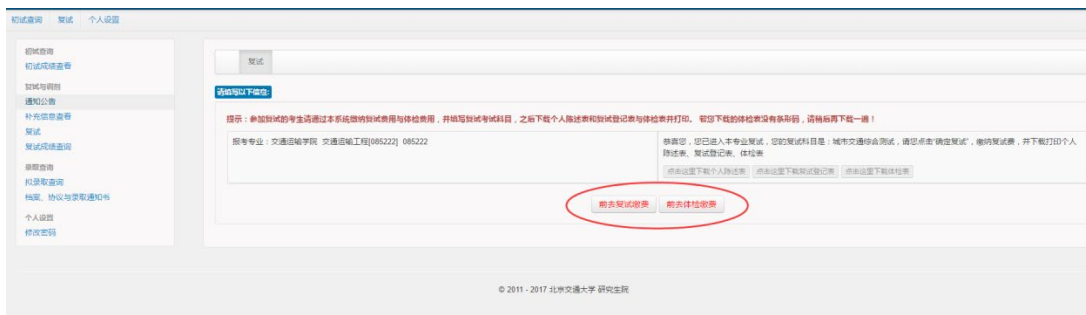 初试查询 复试 个人设置
初试查询
初试成绩查看
复试与调剂
通知公告
补充信息查看
复试
复试成绩查询
录取查询
拟录取查询
档案、协议与录取通知书
个人设置
修改密码
复试
请填写以下信息:
提示：参加复试的考生请通过本系统缴纳复试费用与体检费用，并填写复试考试科目，之后下载个人陈述表和复试登记表与体检表并打印。 若您下载的体检表没有条形码，请稍后再下载一遍！
报考专业：交通运输学院 交通运输工程[085222] 085222
恭喜您，您已进入本专业复试，您的复试科目是：城市交通综合测试，请您点击"确定复试"，缴纳复试费，并下载打印个人
陈述表、复试登记表、体检表
点击这里下载个人陈述表 点击这里下载复试登记表 点击这里下载体检表
前去复试缴费 前去体检缴费
© 2011 - 2017 北京交通大学 研究生院